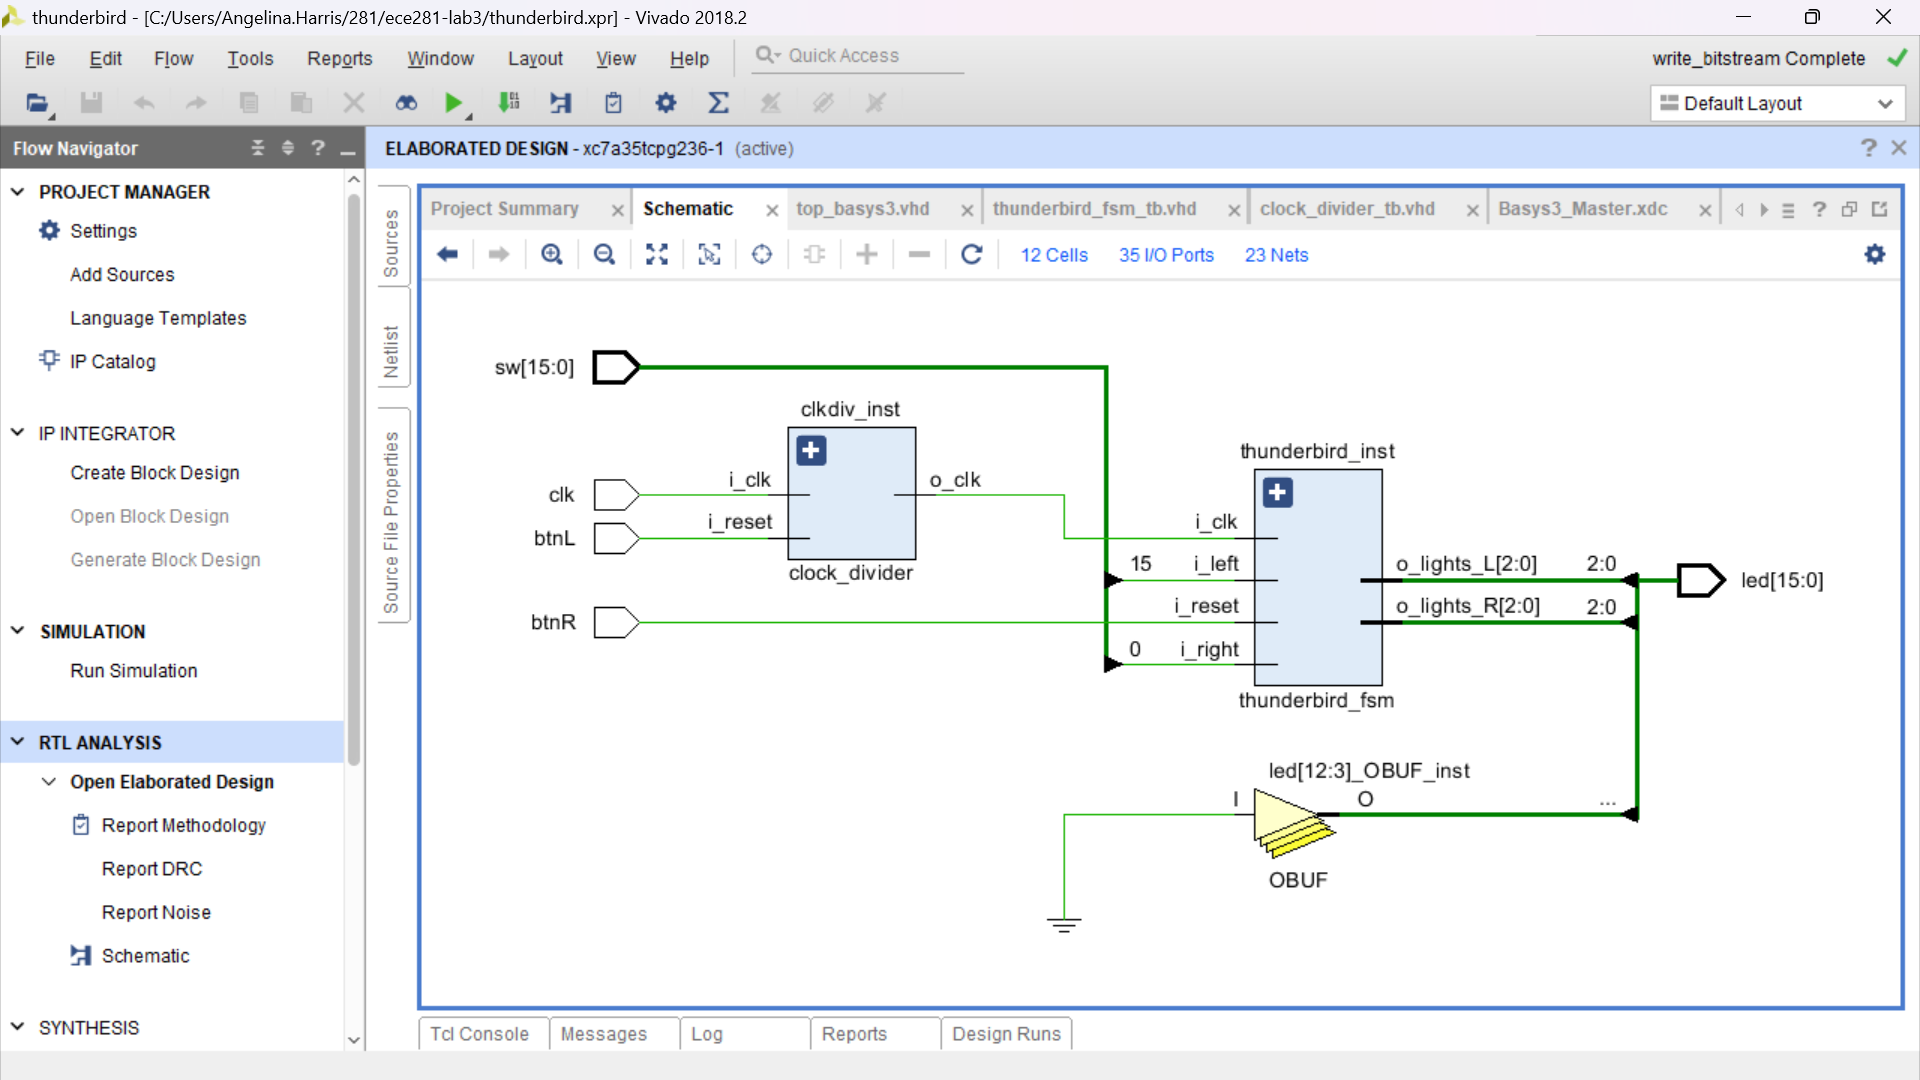 thunderbird - [C:/Users/Angelina.Harris/281/ece281-lab3/thunderbird.xpr] - Vivado 2018.2
File Edit Flow Tools Reports Window Layout View Help Quick Access write_bitstream Complete
Default Layout
Flow Navigator
ELABORATED DESIGN - xc7a35tcpg236-1 (active)
PROJECT MANAGER
Settings
Add Sources
Language Templates
IP Catalog
IP INTEGRATOR
Create Block Design
Open Block Design
Generate Block Design
SIMULATION
Run Simulation
RTL ANALYSIS
Open Elaborated Design
Report Methodology
Report DRC
Report Noise
Schematic
SYNTHESIS
Sources
Netlist
Source File Properties
Project Summary Schematic top_basys3.vhd thunderbird_fsm_tb.vhd clock_divider_tb.vhd Basys3_Master.xdc
12 Cells 35 I/O Ports 23 Nets
sw[15:0]
clkdiv_inst
i_clk o_clk
clk
i_reset
btnL
clock_divider
btnR
thunderbird_inst
i_clk
15 i_left o_lights_L[2:0] 2:0
led[15:0]
i_reset o_lights_R[2:0] 2:0
0 i_right
thunderbird_fsm
led[12:3]_OBUF_inst
I O ...
OBUF
Tcl Console Messages Log Reports Design Runs